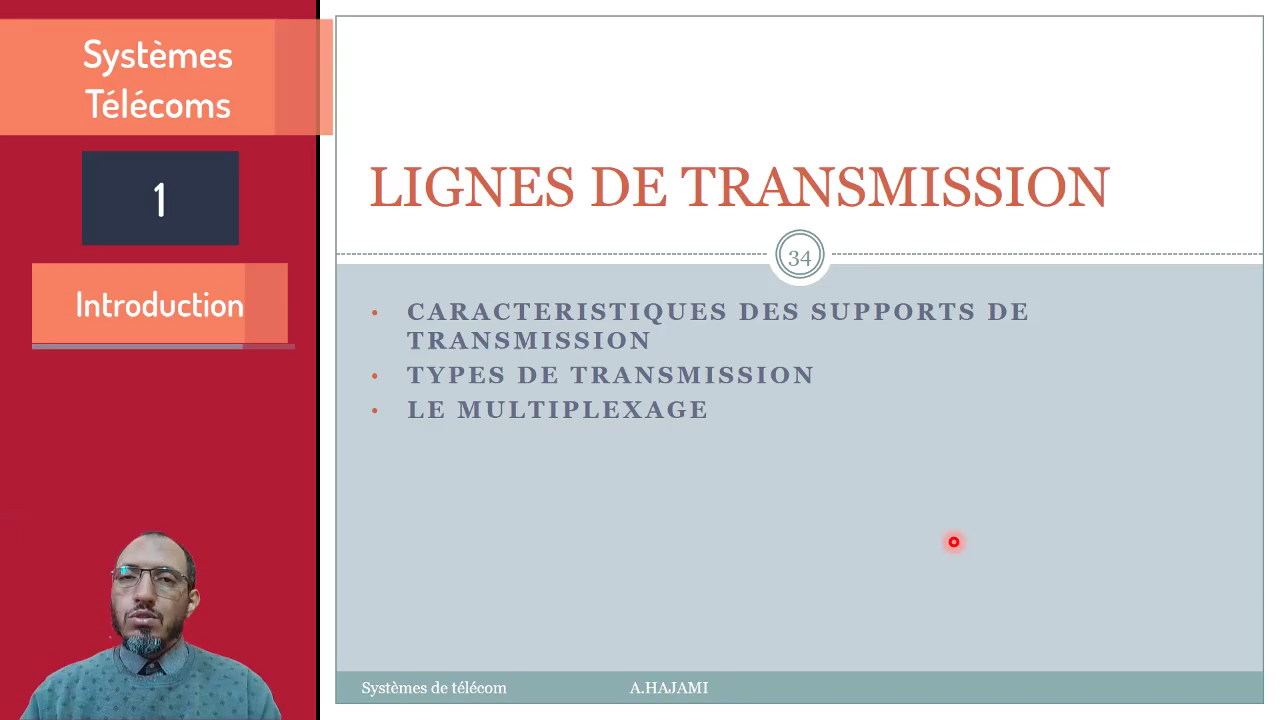 Systèmes
Télécoms
1
Introduction
LIGNES DE TRANSMISSION
34
• CARACTERISTIQUES DES SUPPORTS DE
TRANSMISSION
• TYPES DE TRANSMISSION
• LE MULTIPLEXAGE
Systèmes de télécom
A.HAJAMI